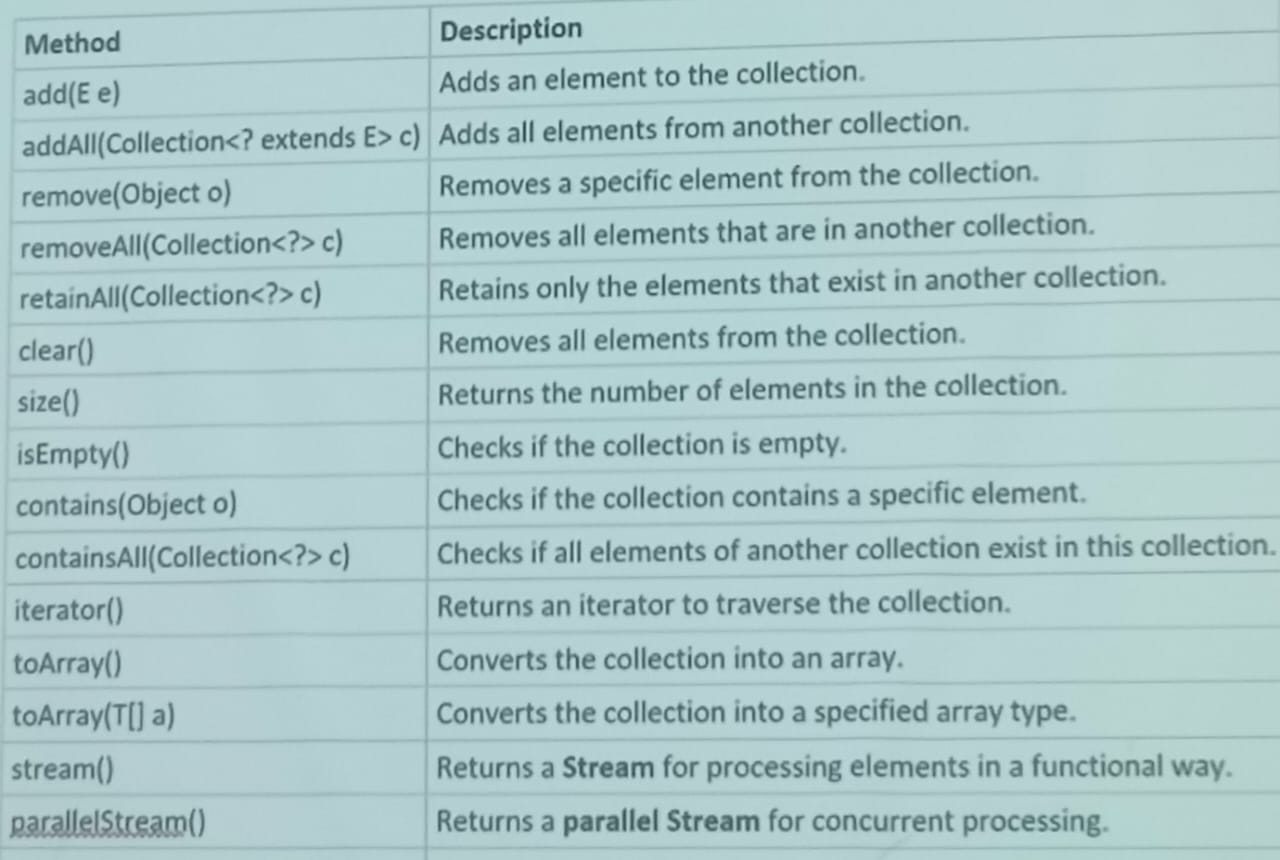 Method Description
add(E e) Adds an element to the collection.
addAll(Collection<? extends E> c) Adds all elements from another collection.
remove(Object o) Removes a specific element from the collection.
removeAll(Collection<?> c) Removes all elements that are in another collection.
retainAll(Collection<?> c) Retains only the elements that exist in another collection.
clear() Removes all elements from the collection.
size() Returns the number of elements in the collection.
isEmpty() Checks if the collection is empty.
contains(Object o) Checks if the collection contains a specific element.
containsAll(Collection<?> c) Checks if all elements of another collection exist in this collection.
iterator() Returns an iterator to traverse the collection.
toArray() Converts the collection into an array.
toArray(T[] a) Converts the collection into a specified array type.
stream() Returns a Stream for processing elements in a functional way.
parallelStream() Returns a parallel Stream for concurrent processing.